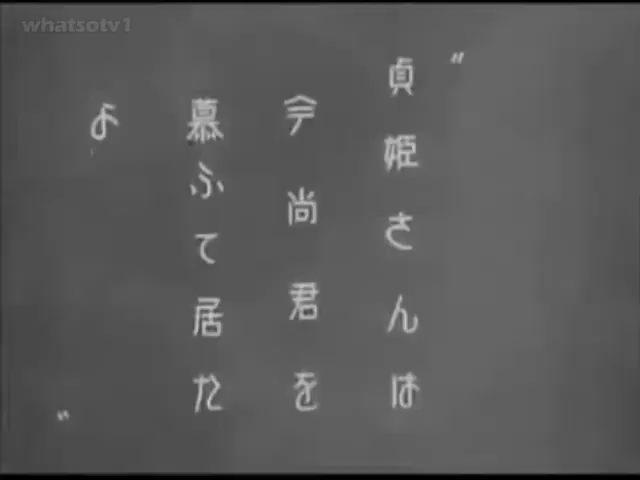 whatsotv1
〝貞姫さんは
今尚君を
慕ふて居た
よ〟